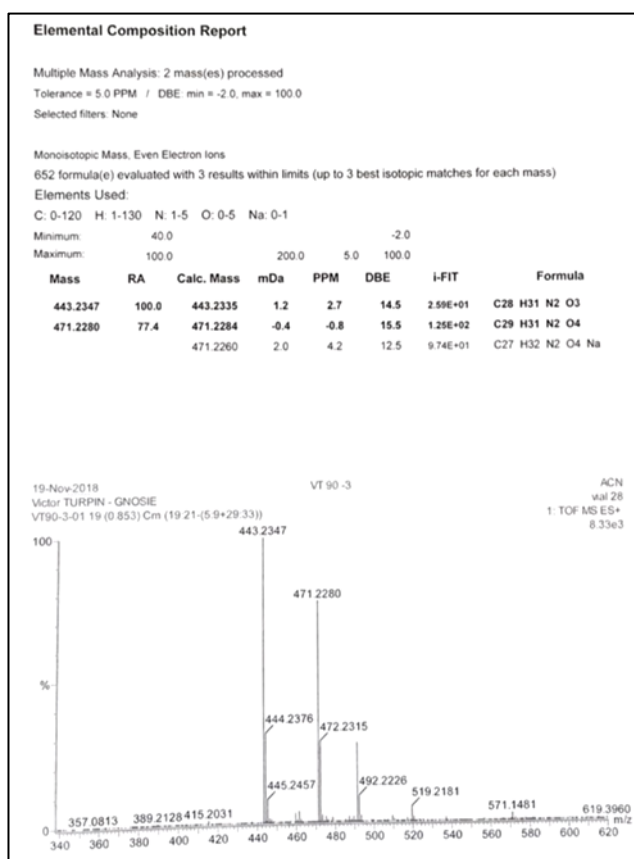 Elemental Composition Report
Multiple Mass Analysis: 2 mass(es) processed
Tolerance = 5.0 PPM / DBE: min = -2.0, max = 100.0
Selected filters: None
Monoisotopic Mass, Even Electron Ions
652 formula(e) evaluated with 3 results within limits (up to 3 best isotopic matches for each mass)
Elements Used:
C: 0-120 H: 1-130 N: 1-5 O: 0-5 Na: 0-1
Minimum: 40.0 -2.0
Maximum: 100.0 200.0 5.0 100.0
Mass RA Calc. Mass mDa PPM DBE i-FIT Formula
443.2347 100.0 443.2335 1.2 2.7 14.5 2.59E+01 C28 H31 N2 O3
471.2280 77.4 471.2284 -0.4 -0.8 15.5 1.25E+02 C29 H31 N2 O4
471.2260 2.0 4.2 12.5 9.74E+01 C27 H32 N2 O4 Na
19-Nov-2018 VT 90 -3 ACN
Victor TURPIN - GNOSIE vial 28
VT90-3-01 19 (0.853) Cm (19:21-(5:9+29:33)) 1: TOF MS ES+
8.33e3
443.2347
100
471.2280
%
444.2376
472.2315
445.2457
492.2226
519.2181
357.0813 389.2128 415.2031 571.1481 619.3960
0 m/z
340 360 380 400 420 440 460 480 500 520 540 560 580 600 620